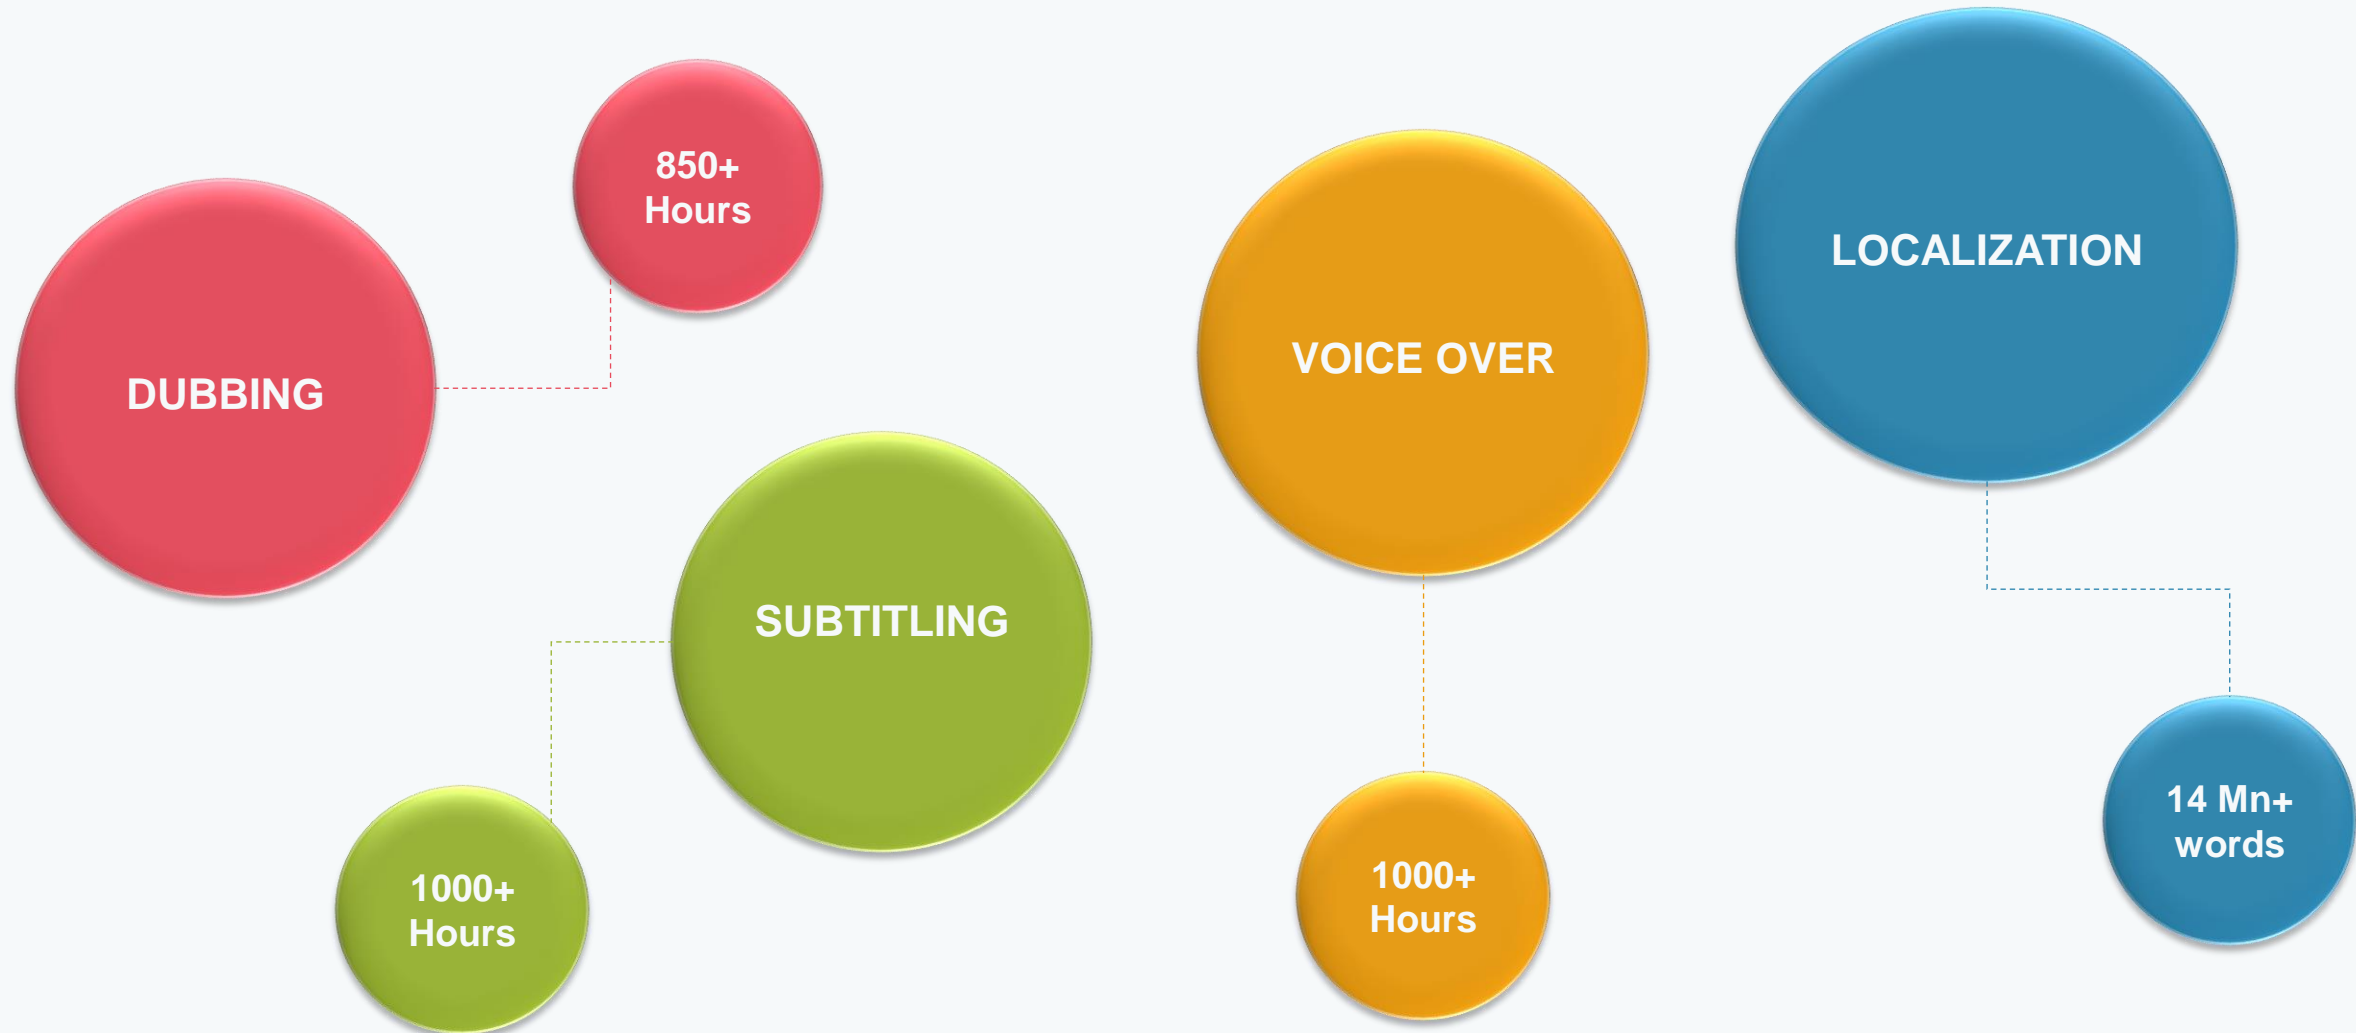 DUBBING
850+
Hours
SUBTITLING
1000+
Hours
VOICE OVER
1000+
Hours
LOCALIZATION
14 Mn+
words